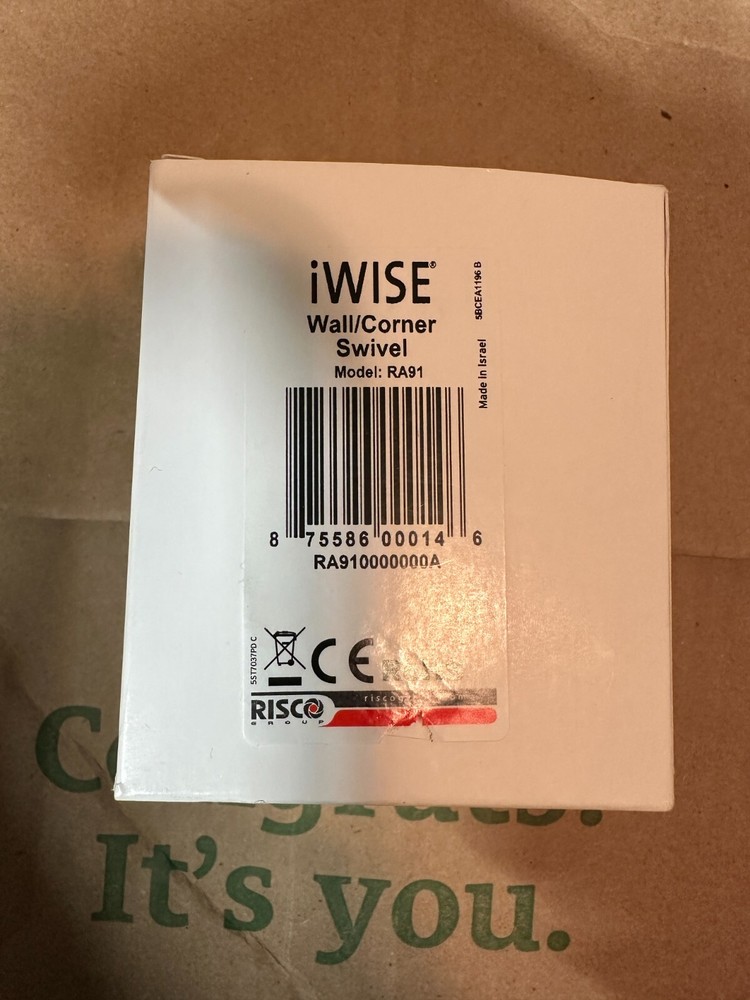 iWISE®
Wall/Corner
Swivel
Model: RA91
5BCEA1196 B
Made in Israel
8 75586 00014 6
RA910000000A
5ST7037PD C
CE RoHS
RISCO
GROUP
It's you.